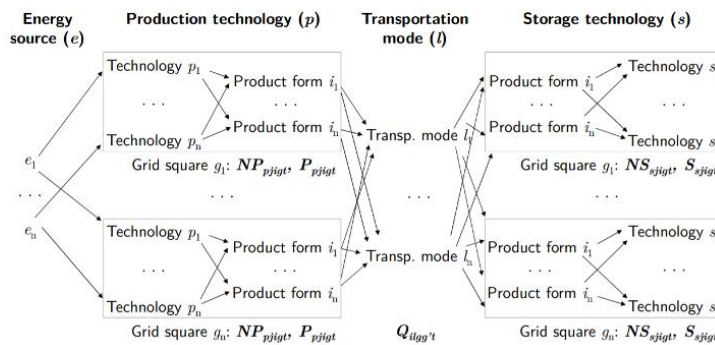 Energy source (e)
Production technology (p)
Transportation mode (l)
Storage technology (s)
Technology p₁
Product form i₁
. . .
. . .
Technology pₙ
Product form iₙ
Grid square g₁: NPₚⱼᵢgₜ, Pₚⱼᵢgₜ
e₁
. . .
eₙ
. . .
Technology p₁
Product form i₁
. . .
. . .
Technology pₙ
Product form iₙ
Grid square gₙ: NPₚⱼᵢgₜ, Pₚⱼᵢgₜ
Transp. mode l₁
. . .
Transp. mode lₙ
Qᵢₗgg'ₜ
Product form i₁
Technology s
. . .
. . .
Product form iₙ
Technology s
Grid square g₁: NSₛⱼᵢgₜ, Sₛⱼᵢgₜ
. . .
Product form i₁
Technology s
. . .
. . .
Product form iₙ
Technology s
Grid square gₙ: NSₛⱼᵢgₜ, Sₛⱼᵢgₜ